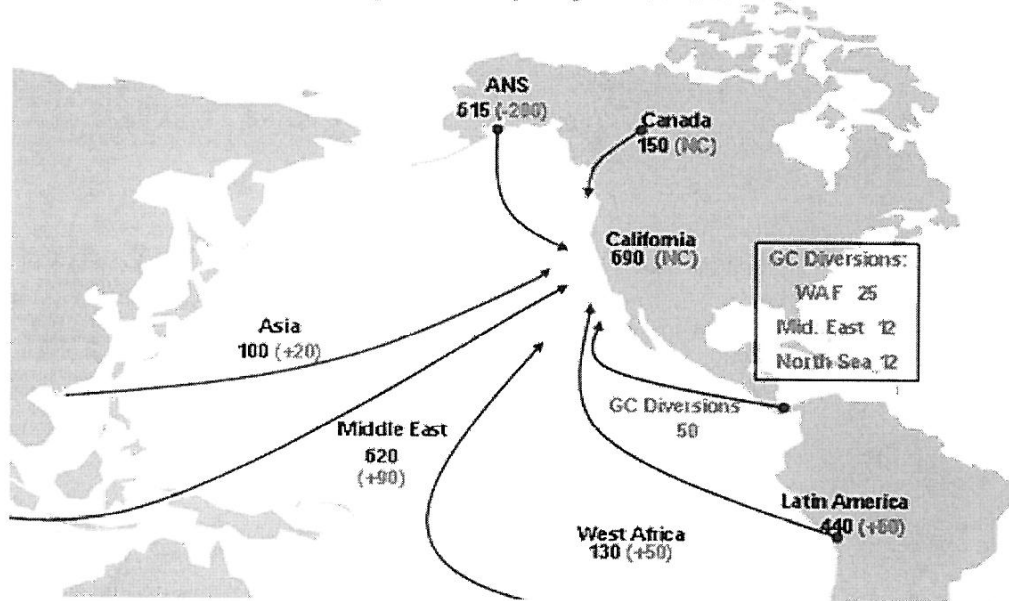 ANS
615 (-200)
Canada
150 (NC)
California
690 (NC)
GC Diversions:
WAF 25
Mid. East 12
North Sea 12
Asia
100 (+20)
GC Diversions
50
Middle East
620
(+90)
Latin America
440 (+60)
West Africa
130 (+50)